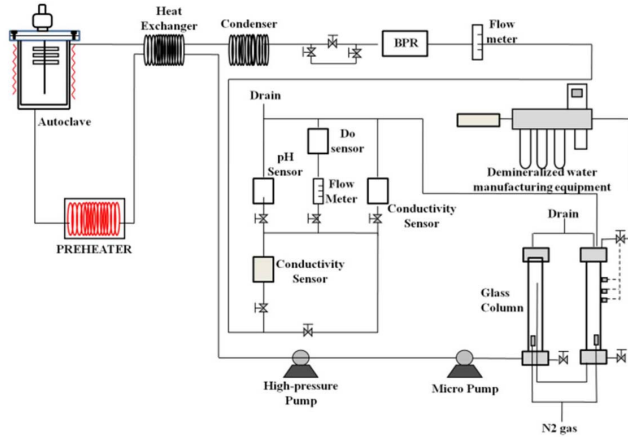 Heat
Exchanger
Condenser
BPR
Flow
meter
Autoclave
Drain
Do
sensor
pH
Sensor
Flow
Meter
Conductivity
Sensor
Demineralized water
manufacturing equipment
PREHEATER
Conductivity
Sensor
Drain
Glass
Column
High-pressure
Pump
Micro Pump
N2 gas